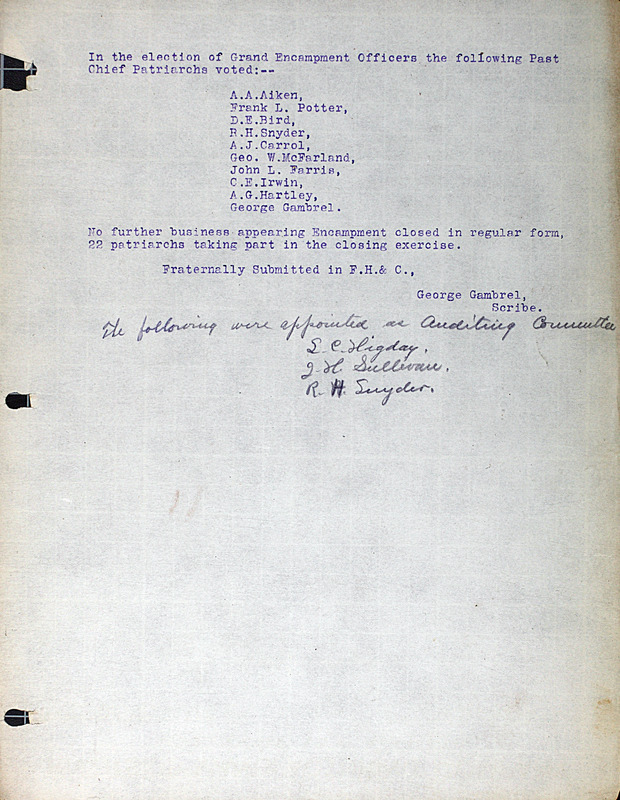 In the election of Grand Encampment Officers the following Past
Chief Patriarchs voted:--
A.A.Aiken,
Frank L. Potter,
D.E.Bird,
R.H.Snyder,
A.J.Carrol,
Geo. W.McFarland,
John L. Farris,
C.E.Irwin,
A.G.Hartley,
George Gambrel.
No further business appearing Encampment closed in regular form,
22 patriarchs taking part in the closing exercise.
Fraternally Submitted in F.H.& C.,
George Gambrel,
Scribe.
The following were appointed as Auditing Committee
L. C. Higday.
J. H. Sullivan.
R. H. Snyder.